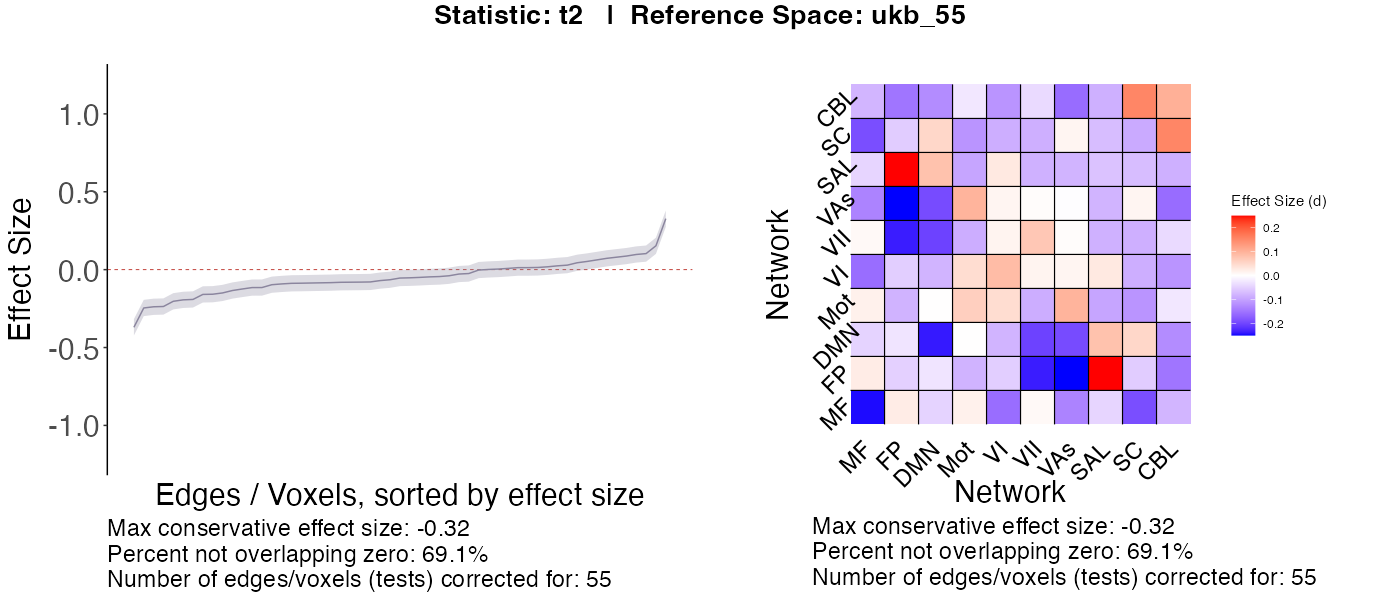 Statistic: t2 | Reference Space: ukb_55
Effect Size
1.0
0.5
0.0
-0.5
-1.0
Edges / Voxels, sorted by effect size
Max conservative effect size: -0.32
Percent not overlapping zero: 69.1%
Number of edges/voxels (tests) corrected for: 55
Network
CBL
SC
SAL
VAs
VII
VI
Mot
DMN
FP
MF
MF
FP
DMN
Mot
VI
VII
VAs
SAL
SC
CBL
Network
Effect Size (d)
0.2
0.1
0.0
-0.1
-0.2
Max conservative effect size: -0.32
Percent not overlapping zero: 69.1%
Number of edges/voxels (tests) corrected for: 55